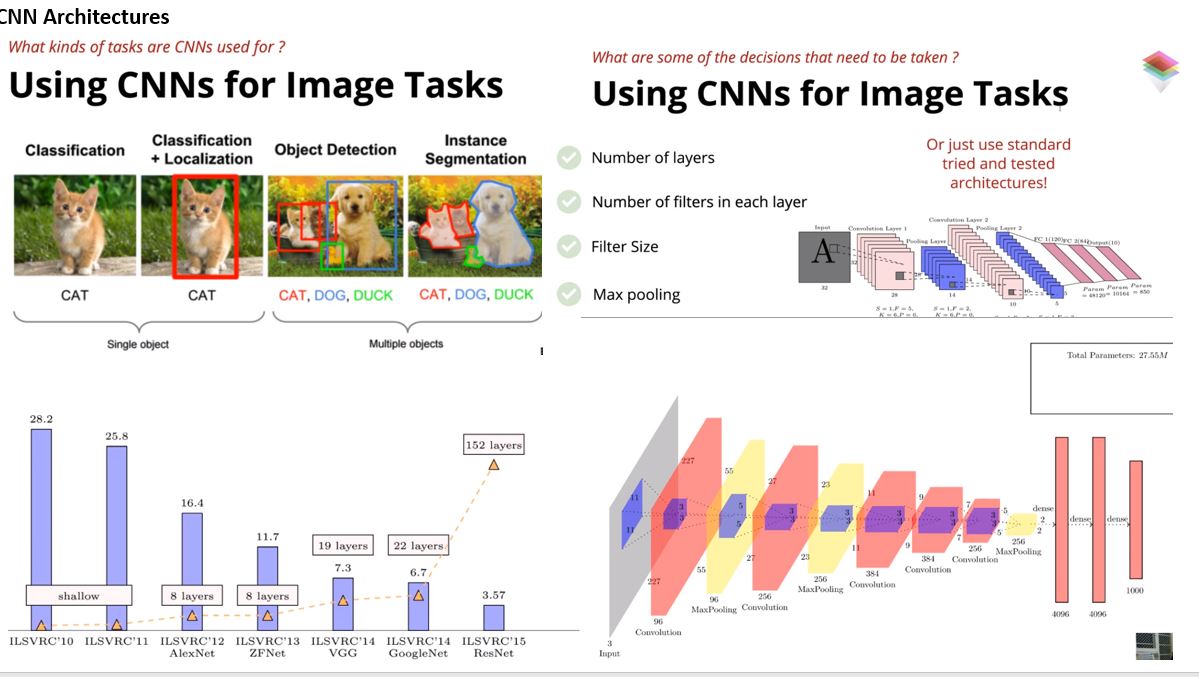 CNN Architectures
What kinds of tasks are CNNs used for ?
Using CNNs for Image Tasks
Classification
Classification
+ Localization
Object Detection
Instance
Segmentation
CAT
CAT
CAT, DOG, DUCK
CAT, DOG, DUCK
Single object
Multiple objects
What are some of the decisions that need to be taken ?
Using CNNs for Image Tasks
Number of layers
Number of filters in each layer
Filter Size
Max pooling
Or just use standard
tried and tested
architectures!
Input
A
32
32
Convolution Layer 1
28
28
Pooling Layer
14
14
Convolution Layer 2
10
Pooling Layer 2
5
5
FC 1(120)
FC 2(84)
Output(10)
Param
= 48120
Param
= 10164
Param
= 850
S = 1,F = 5,
K = 6,P = 0,
S = 1,F = 2,
K = 6,P = 0,
28.2
25.8
16.4
11.7
7.3
6.7
3.57
shallow
8 layers
8 layers
19 layers
22 layers
152 layers
ILSVRC'10
ILSVRC'11
ILSVRC'12
AlexNet
ILSVRC'13
ZFNet
ILSVRC'14
VGG
ILSVRC'14
GoogleNet
ILSVRC'15
ResNet
Total Parameters: 27.55M
11
11
3
Input
227
227
3
3
96
Convolution
55
55
5
5
96
MaxPooling
27
27
3
3
256
Convolution
23
23
3
3
256
MaxPooling
11
11
3
3
384
Convolution
9
9
3
3
384
Convolution
7
7
3
3
256
Convolution
5
5
256
MaxPooling
2
2
dense
dense
dense
4096
4096
1000